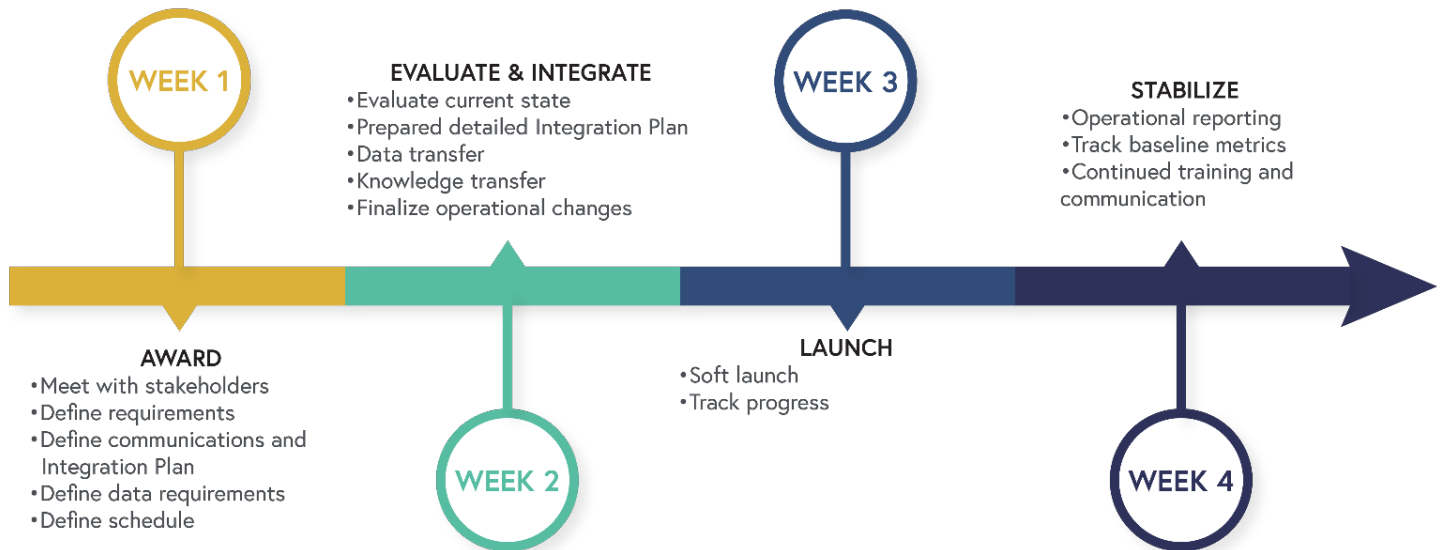 WEEK 1
AWARD
•Meet with stakeholders
•Define requirements
•Define communications and
Integration Plan
•Define data requirements
•Define schedule
EVALUATE & INTEGRATE
•Evaluate current state
•Prepared detailed Integration Plan
•Data transfer
•Knowledge transfer
•Finalize operational changes
WEEK 2
WEEK 3
LAUNCH
•Soft launch
•Track progress
STABILIZE
•Operational reporting
•Track baseline metrics
•Continued training and
communication
WEEK 4